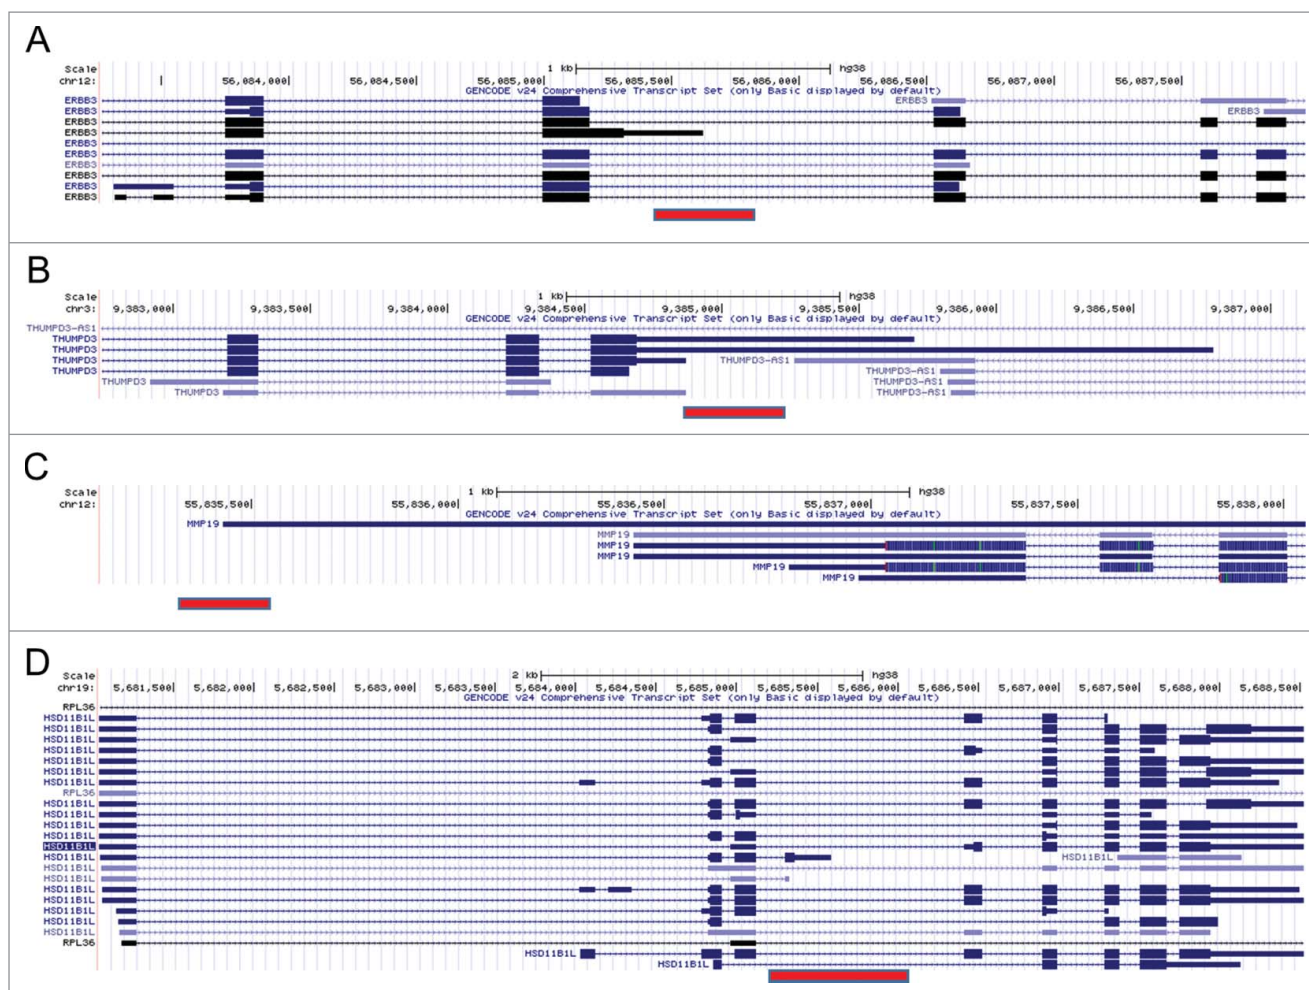 A
Scale 1 kb hg38
chr12: 56,084,000 56,084,500 56,085,000 56,085,500 56,086,000 56,086,500 56,087,000 56,087,500
GENCODE v24 Comprehensive Transcript Set (only Basic displayed by default)
ERBB3 ERBB3
ERBB3 ERBB3
ERBB3
ERBB3
ERBB3
ERBB3
ERBB3
ERBB3
ERBB3
ERBB3
B
Scale 1 kb hg38
chr3: 9,383,000 9,383,500 9,384,000 9,384,500 9,385,000 9,385,500 9,386,000 9,386,500 9,387,000
GENCODE v24 Comprehensive Transcript Set (only Basic displayed by default)
THUMPD3-AS1
THUMPD3
THUMPD3
THUMPD3 THUMPD3-AS1
THUMPD3 THUMPD3-AS1
THUMPD3 THUMPD3-AS1
THUMPD3 THUMPD3-AS1
C
Scale 1 kb hg38
chr12: 55,835,500 55,836,000 55,836,500 55,837,000 55,837,500 55,838,000
GENCODE v24 Comprehensive Transcript Set (only Basic displayed by default)
MMP19
MMP19
MMP19
MMP19
MMP19
MMP19
D
Scale 2 kb hg38
chr19: 5,681,500 5,682,000 5,682,500 5,683,000 5,683,500 5,684,000 5,684,500 5,685,000 5,685,500 5,686,000 5,686,500 5,687,000 5,687,500 5,688,000 5,688,500
GENCODE v24 Comprehensive Transcript Set (only Basic displayed by default)
RPL36
HSD11B1L
HSD11B1L
HSD11B1L
HSD11B1L
HSD11B1L
HSD11B1L
HSD11B1L
RPL36
HSD11B1L
HSD11B1L
HSD11B1L
HSD11B1L
HSD11B1L
HSD11B1L HSD11B1L
HSD11B1L
HSD11B1L
HSD11B1L
HSD11B1L
HSD11B1L
HSD11B1L
HSD11B1L
RPL36
HSD11B1L
HSD11B1L